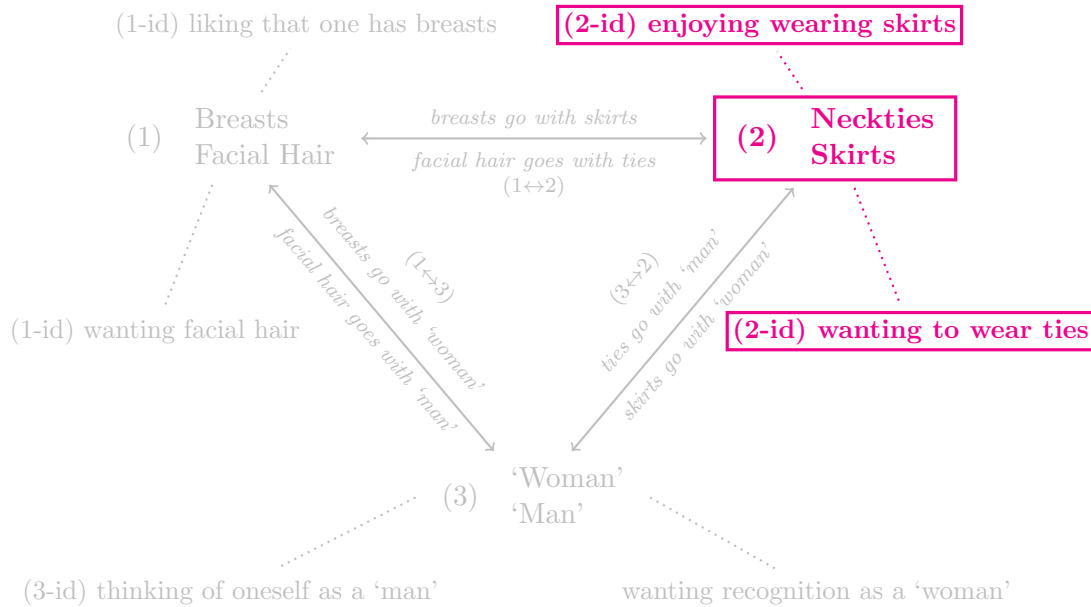 (1-id) liking that one has breasts
(2-id) enjoying wearing skirts
(1) Breasts
Facial Hair
breasts go with skirts
facial hair goes with ties
(1↔2)
(2) Neckties
Skirts
(1↔3)
breasts go with ‘woman’
facial hair goes with ‘man’
(3↔2)
ties go with ‘man’
skirts go with ‘woman’
(1-id) wanting facial hair
(2-id) wanting to wear ties
(3) ‘Woman’
‘Man’
(3-id) thinking of oneself as a ‘man’
wanting recognition as a ‘woman’